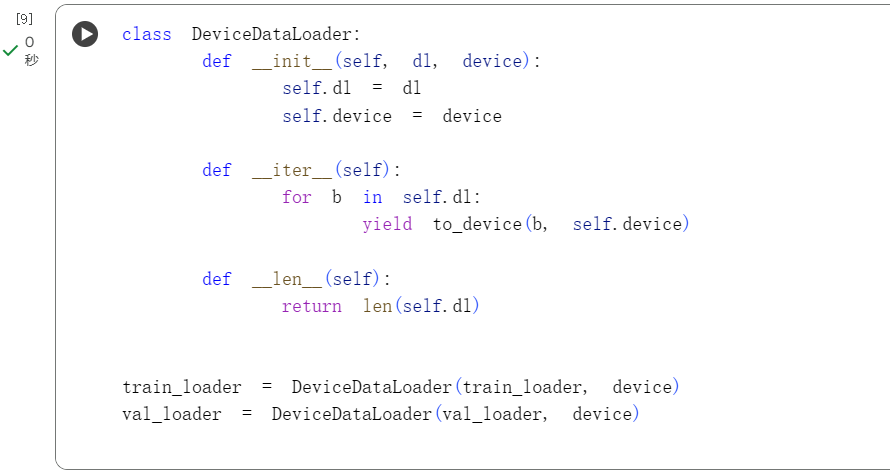 [9]
0
秒
class DeviceDataLoader:
    def __init__(self, dl, device):
        self.dl = dl
        self.device = device

    def __iter__(self):
        for b in self.dl:
            yield to_device(b, self.device)

    def __len__(self):
        return len(self.dl)


train_loader = DeviceDataLoader(train_loader, device)
val_loader = DeviceDataLoader(val_loader, device)